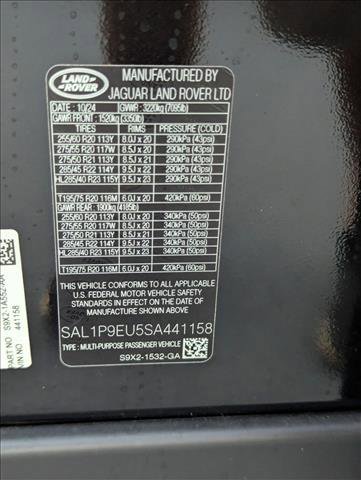 LAND
ROVER
MANUFACTURED BY
JAGUAR LAND ROVER LTD
DATE : 10/24 GVWR : 3220kg (7095lb)
GAWR FRONT : 1520kg (3350lb)
TIRES RIMS PRESSURE (COLD)
255/60 R20 113Y 8.0J x 20 290kPa (43psi)
275/55 R20 117W 8.0J x 20 290kPa (43psi)
275/50 R21 113Y 8.5J x 21 290kPa (43psi)
285/45 R22 114Y 9.5J x 22 290kPa (43psi)
HL285/40 R23 115Y 9.5J x 23 290kPa (43psi)
T195/75 R20 116M 6.0J x 20 420kPa (60psi)
GAWR REAR : 1900kg (4185lb)
255/60 R20 113Y 8.0J x 20 340kPa (50psi)
275/55 R20 117W 8.0J x 20 340kPa (50psi)
275/50 R21 113Y 8.5J x 21 340kPa (50psi)
285/45 R22 114Y 9.5J x 22 340kPa (50psi)
HL285/40 R23 115Y 9.5J x 23 340kPa (50psi)
T195/75 R20 116M 6.0J x 20 420kPa (60psi)
THIS VEHICLE CONFORMS TO ALL APPLICABLE
U.S. FEDERAL MOTOR VEHICLE SAFETY
STANDARDS IN EFFECT ON THE DATE OF
MANUFACTURE SHOWN ABOVE.
SAL1P9EU5SA441158
TYPE : MULTI-PURPOSE PASSENGER VEHICLE
S9X2-1532-GA
PART NO S9X2-1A552-AA
VIN NO 441158